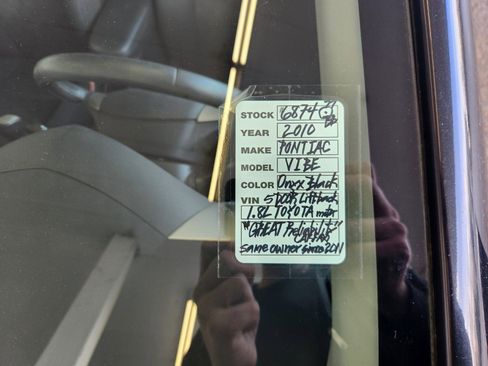 STOCK 6874
YEAR 2010
MAKE PONTIAC
MODEL VIBE
COLOR Onyx Black
VIN 5 DOOR Liftback
1.8L TOYOTA motor
"GREAT Reliability"
CARFAX
same owner since 2011